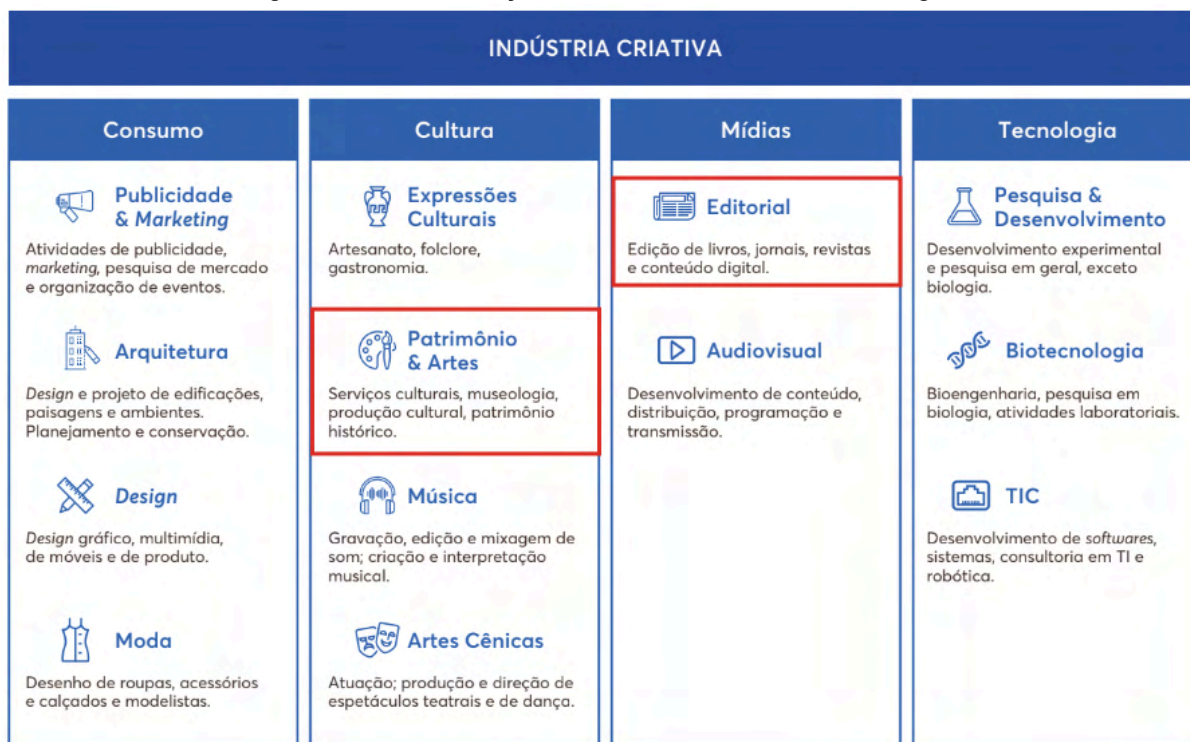 INDÚSTRIA CRIATIVA
Consumo
Publicidade
& Marketing
Atividades de publicidade,
marketing, pesquisa de mercado
e organização de eventos.
Arquitetura
Design e projeto de edificações,
paisagens e ambientes.
Planejamento e conservação.
Design
Design gráfico, multimídia,
de móveis e de produto.
Moda
Desenho de roupas, acessórios
e calçados e modelistas.
Cultura
Expressões
Culturais
Artesanato, folclore,
gastronomia.
Patrimônio
& Artes
Serviços culturais, museologia,
produção cultural, patrimônio
histórico.
Música
Gravação, edição e mixagem de
som; criação e interpretação
musical.
Artes Cênicas
Atuação; produção e direção de
espetáculos teatrais e de dança.
Mídias
Editorial
Edição de livros, jornais, revistas
e conteúdo digital.
Audiovisual
Desenvolvimento de conteúdo,
distribuição, programação e
transmissão.
Tecnologia
Pesquisa &
Desenvolvimento
Desenvolvimento experimental
e pesquisa em geral, exceto
biologia.
Biotecnologia
Bioengenharia, pesquisa em
biologia, atividades laboratoriais.
TIC
Desenvolvimento de softwares,
sistemas, consultoria em TI e
robótica.